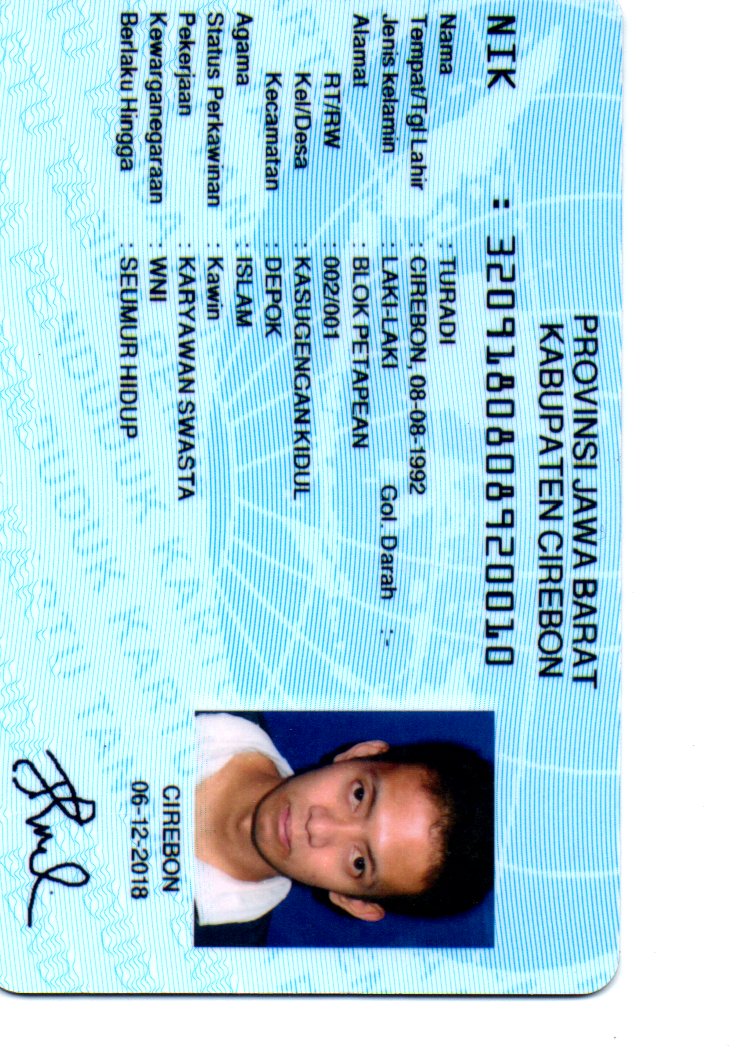 PROVINSI JAWA BARAT
KABUPATEN CIREBON
NIK : 3209180808920010
Nama : TURADI
Tempat/Tgl Lahir : CIREBON, 08-08-1992
Jenis kelamin : LAKI-LAKI Gol. Darah :-
Alamat : BLOK PETAPEAN
RT/RW : 002/001
Kel/Desa : KASUGENGAN KIDUL
Kecamatan : DEPOK
Agama : ISLAM
Status Perkawinan : Kawin
Pekerjaan : KARYAWAN SWASTA
Kewarganegaraan : WNI
Berlaku Hingga : SEUMUR HIDUP
CIREBON
06-12-2018